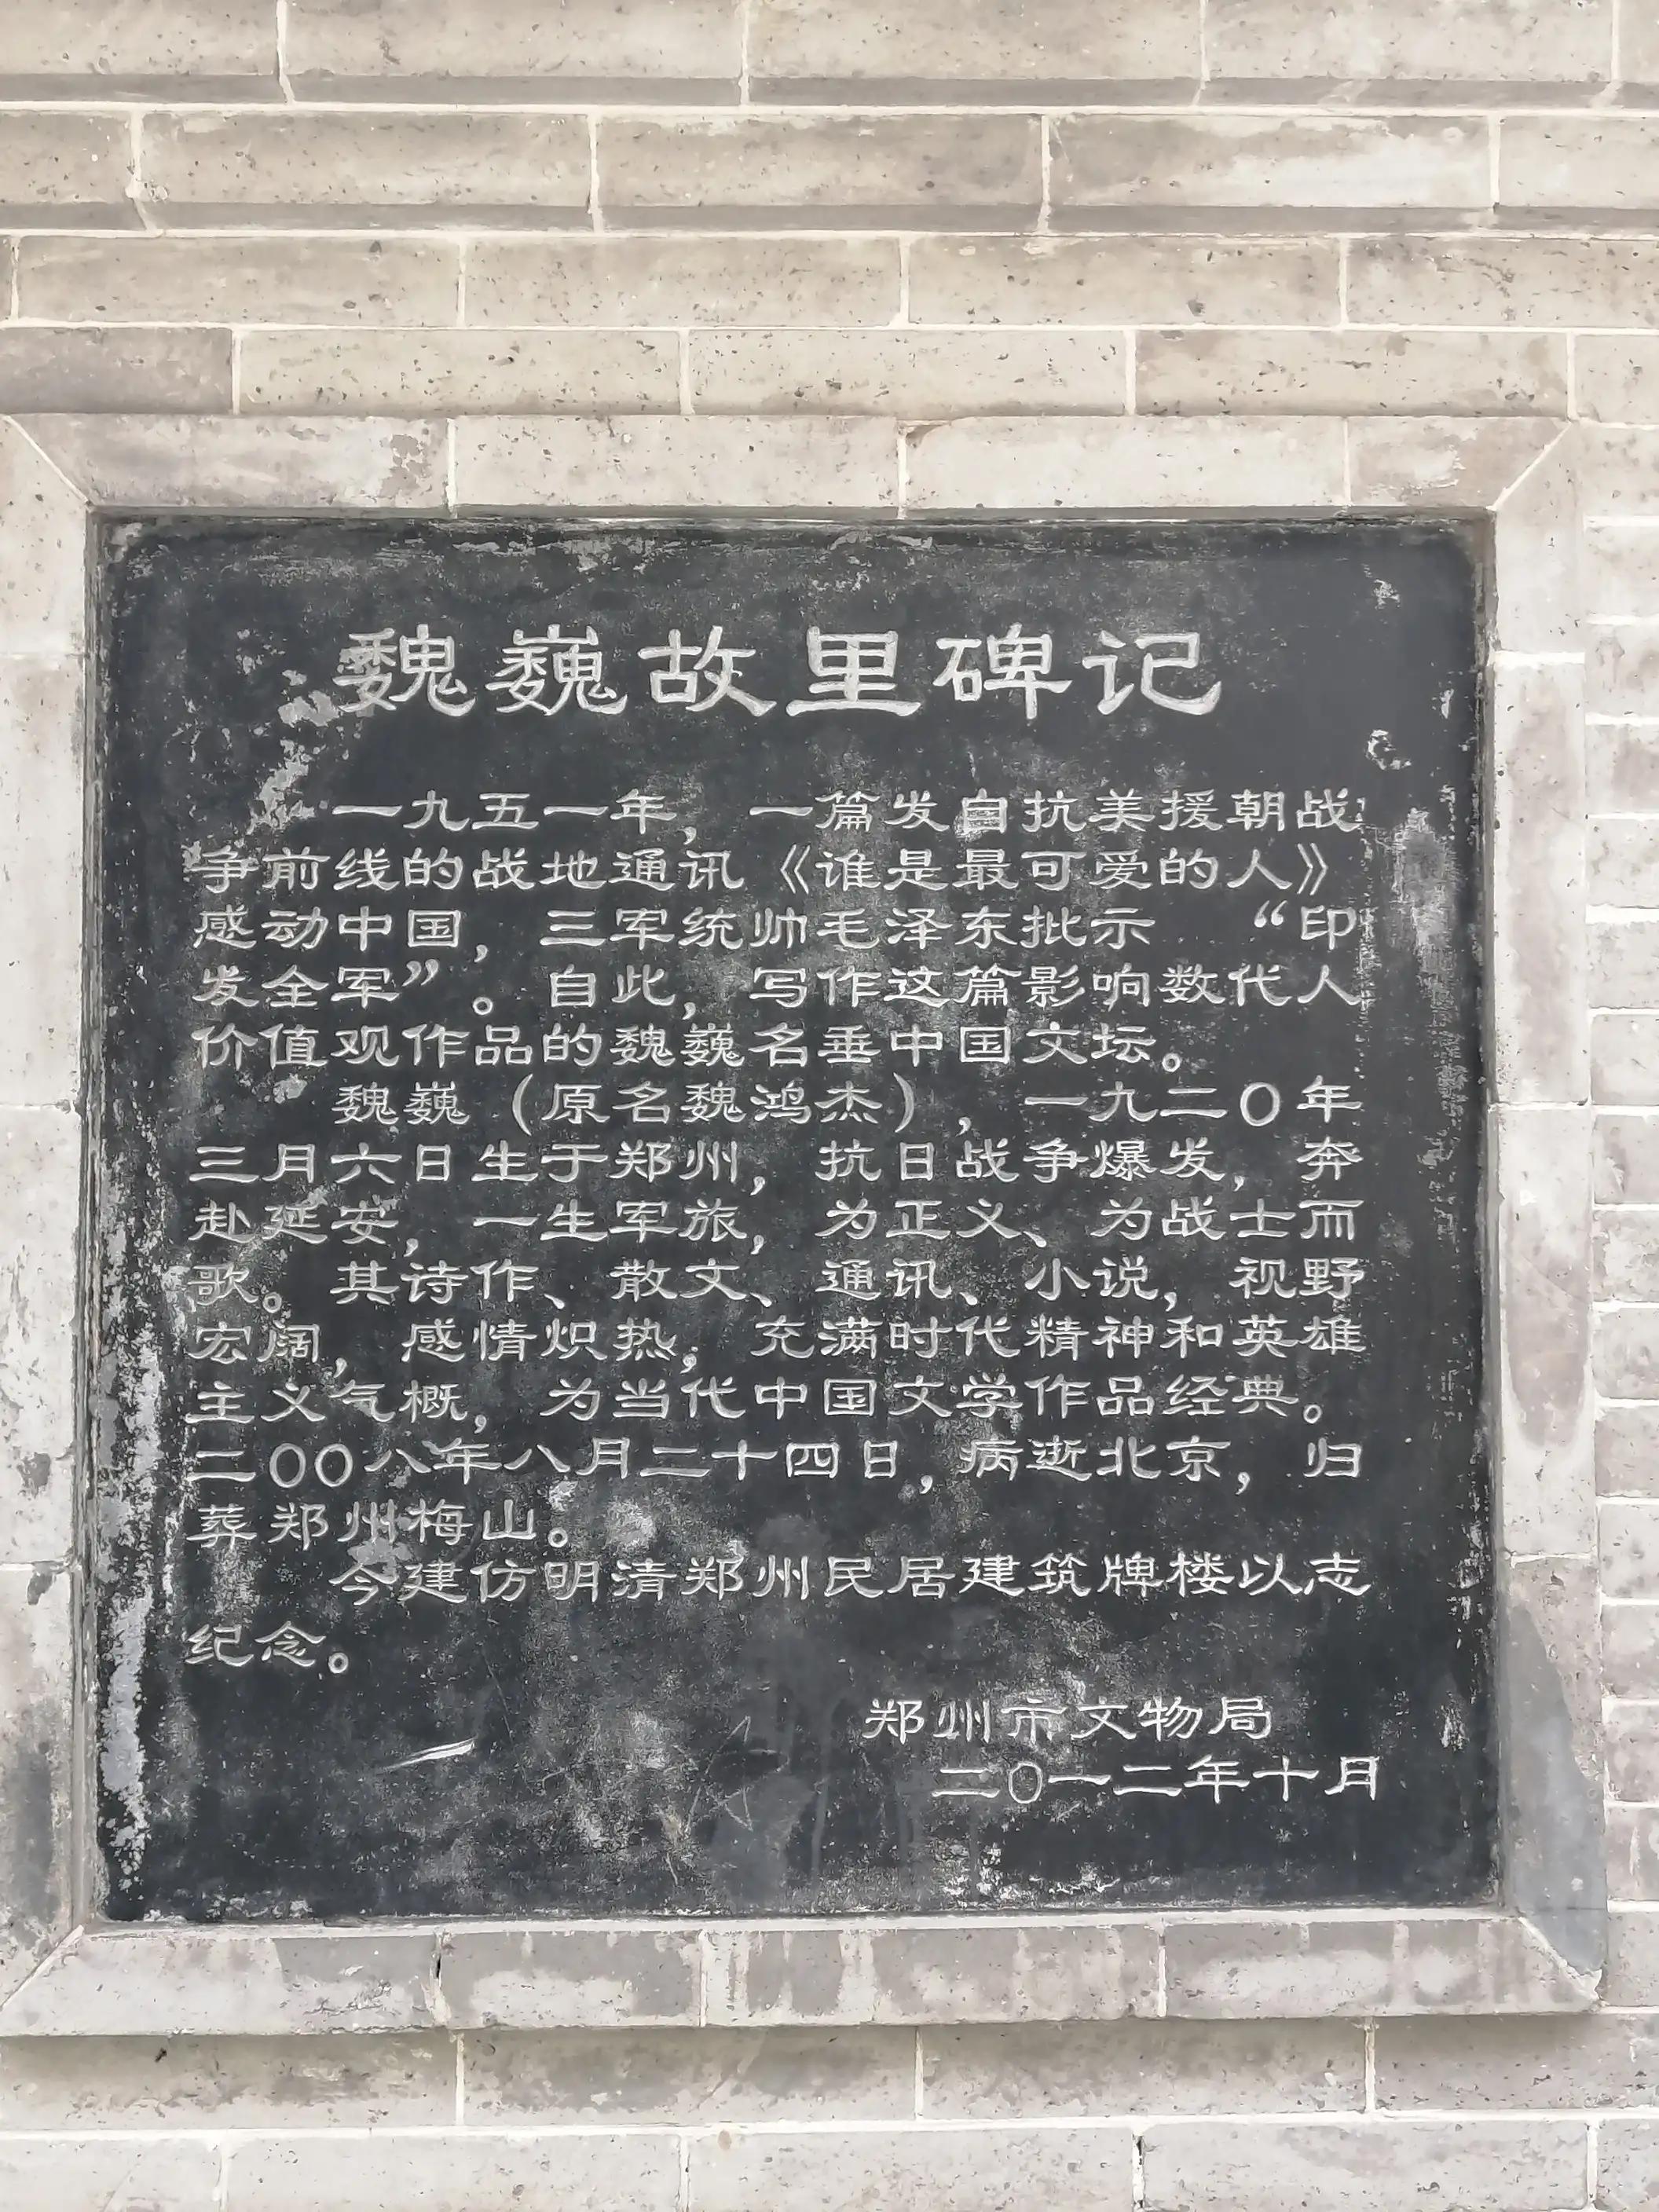 魏巍故里碑记
一九五一年，一篇发自抗美援朝战
争前线的战地通讯《谁是最可爱的人》
感动中国，三军统帅毛泽东批示 “印
发全军”。自此，写作这篇影响数代人
价值观作品的魏巍名垂中国文坛。
魏巍（原名魏鸿杰），一九二〇年
三月六日生于郑州，抗日战争爆发，奔
赴延安，一生军旅，为正义、为战士而
歌。其诗作、散文、通讯、小说，视野
宏阔，感情炽热，充满时代精神和英雄
主义气概，为当代中国文学作品经典。
二〇〇八年八月二十四日，病逝北京，归
葬郑州梅山。
今建仿明清郑州民居建筑牌楼以志
纪念。
郑州市文物局
二〇一二年十月